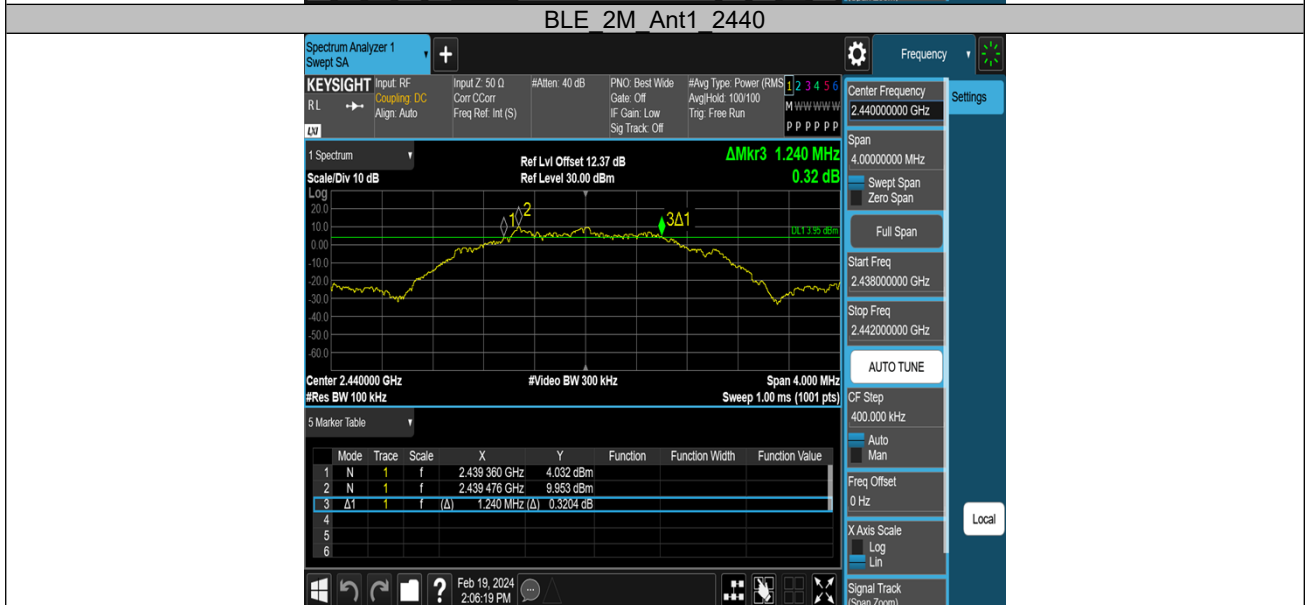 BLE_2M_Ant1_2440
Spectrum Analyzer 1
Swept SA
+
Frequency
KEYSIGHT
RL
LXI
Input: RF
Coupling: DC
Align: Auto
Input Z: 50 Ω
Corr CCorr
Freq Ref: Int (S)
#Atten: 40 dB
PNO: Best Wide
Gate: Off
IF Gain: Low
Sig Track: Off
#Avg Type: Power (RMS
Avg|Hold: 100/100
Trig: Free Run
1 2 3 4 5 6
M W W W W W
P P P P P P
Center Frequency
2.440000000 GHz
Settings
Span
4.00000000 MHz
Swept Span
Zero Span
Full Span
Start Freq
2.438000000 GHz
Stop Freq
2.442000000 GHz
AUTO TUNE
CF Step
400.000 kHz
Auto
Man
Freq Offset
0 Hz
X Axis Scale
Log
Lin
Signal Track
(Span Zoom)
Local
1 Spectrum
Scale/Div 10 dB
Ref Lvl Offset 12.37 dB
Ref Level 30.00 dBm
ΔMkr3 1.240 MHz
0.32 dB
Log
20.0
10.0
0.00
-10.0
-20.0
-30.0
-40.0
-50.0
-60.0
1
2
3Δ1
DL1 3.95 dBm
Center 2.440000 GHz
#Video BW 300 kHz
Span 4.000 MHz
#Res BW 100 kHz
Sweep 1.00 ms (1001 pts)
5 Marker Table
Mode Trace Scale X Y Function Function Width Function Value
1 N 1 f 2.439 360 GHz 4.032 dBm
2 N 1 f 2.439 476 GHz 9.953 dBm
3 Δ1 1 f (Δ) 1.240 MHz (Δ) 0.3204 dB
4
5
6
?
Feb 19, 2024
2:06:19 PM